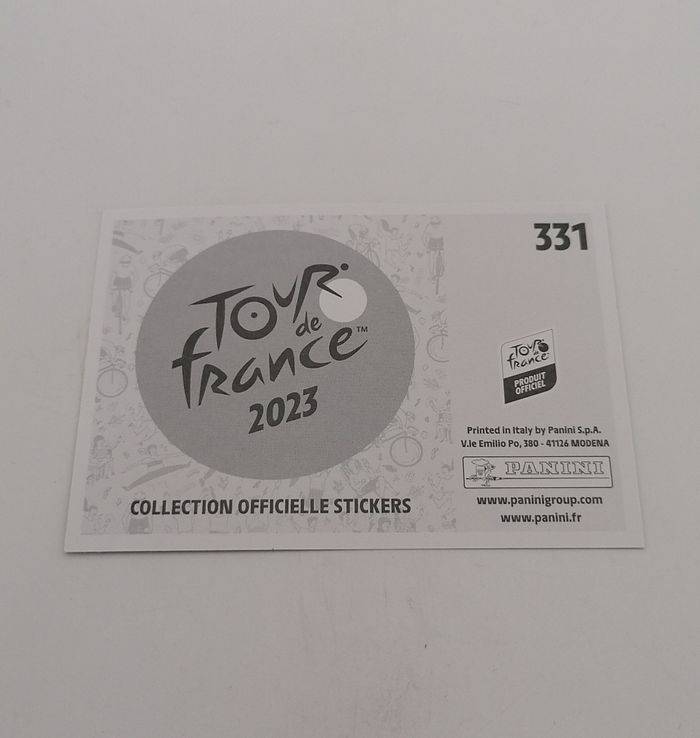 331
TOUR
de
france™
2023
COLLECTION OFFICIELLE STICKERS
TOUR
de
france
PRODUIT
OFFICIEL
Printed in Italy by Panini S.p.A.
V.le Emilio Po, 380 - 41126 MODENA
PANINI
www.paninigroup.com
www.panini.fr